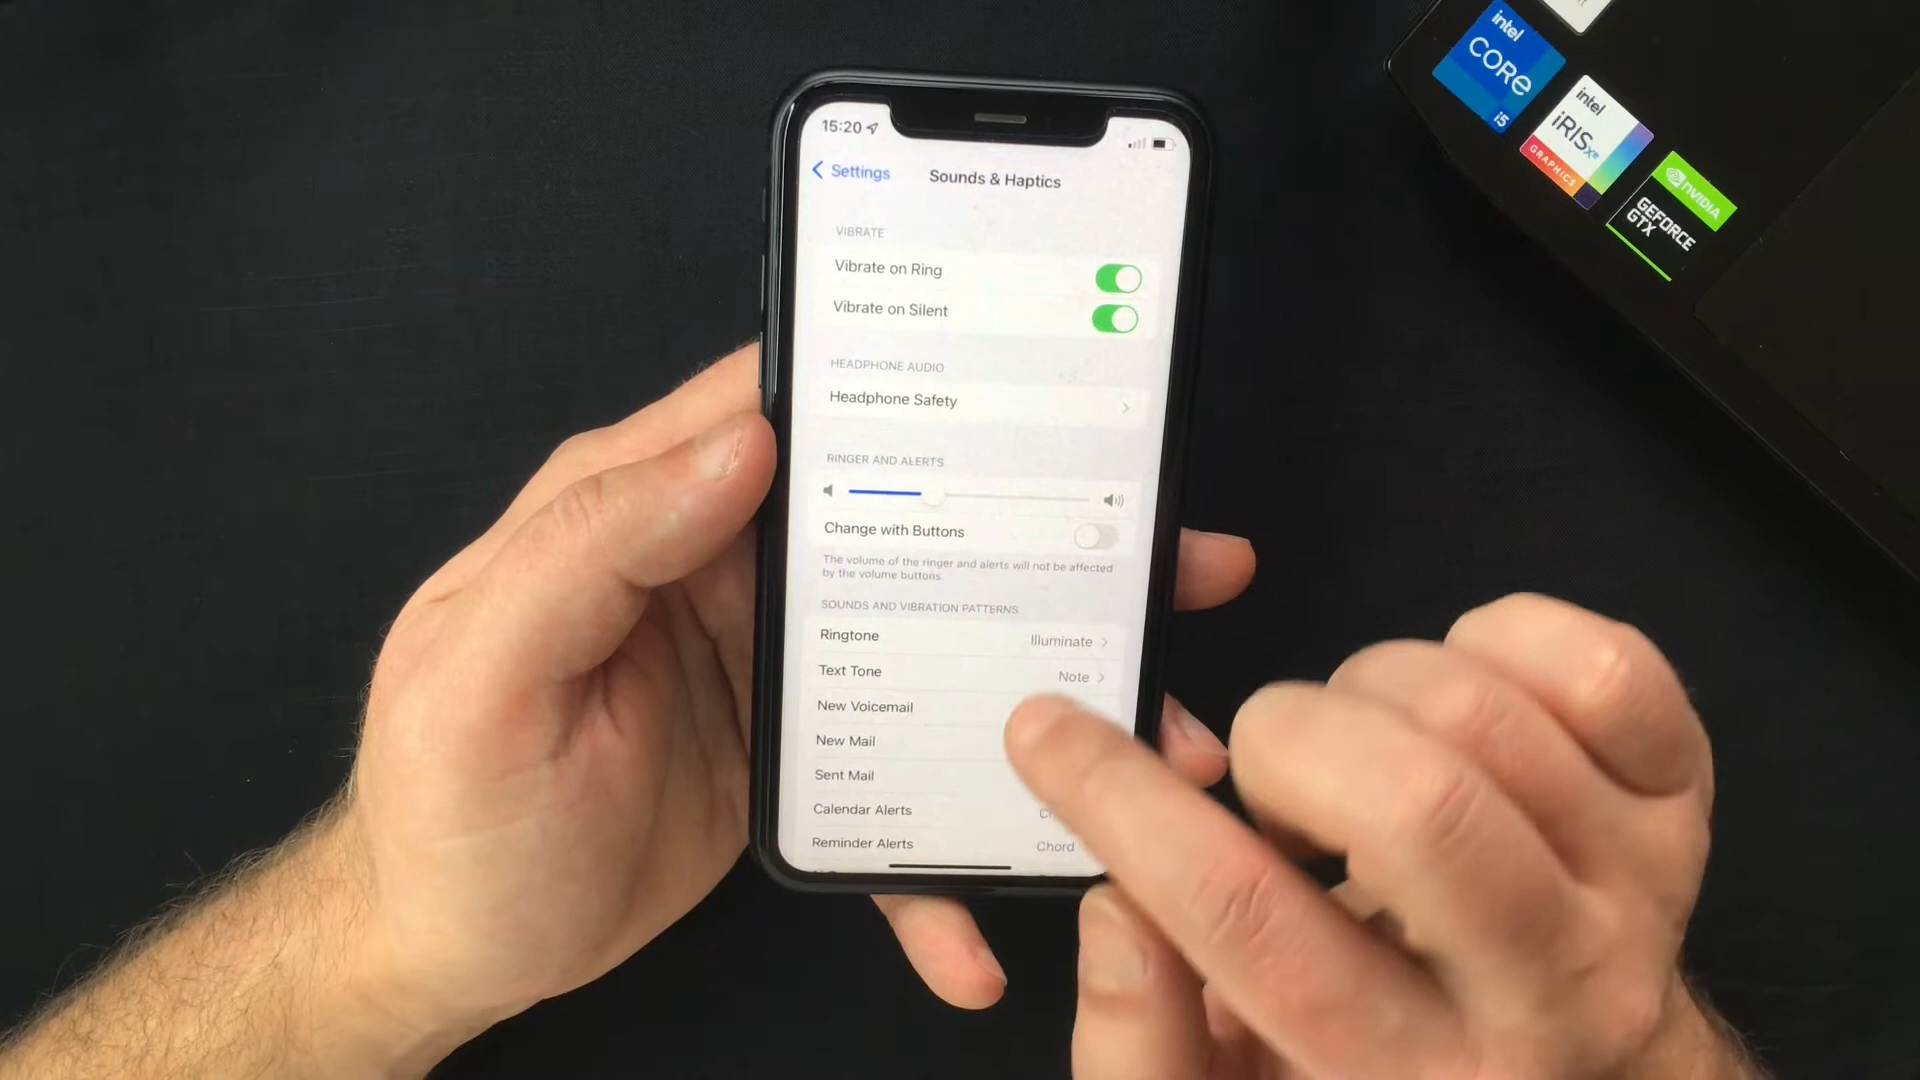 15:20
Settings
Sounds & Haptics
VIBRATE
Vibrate on Ring
Vibrate on Silent
HEADPHONE AUDIO
Headphone Safety
RINGER AND ALERTS
Change with Buttons
The volume of the ringer and alerts will not be affected
by the volume buttons.
SOUNDS AND VIBRATION PATTERNS
Ringtone Illuminate
Text Tone Note
New Voicemail
New Mail
Sent Mail
Calendar Alerts
Reminder Alerts Chord
intel
CORE
i5
intel
iRIS xe
GRAPHICS
NVIDIA
GEFORCE
GTX